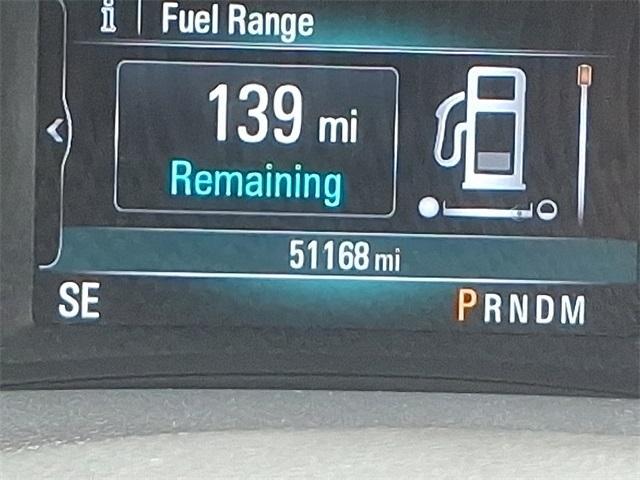 i Fuel Range
139 mi
Remaining
51168 mi
SE
PRNDM